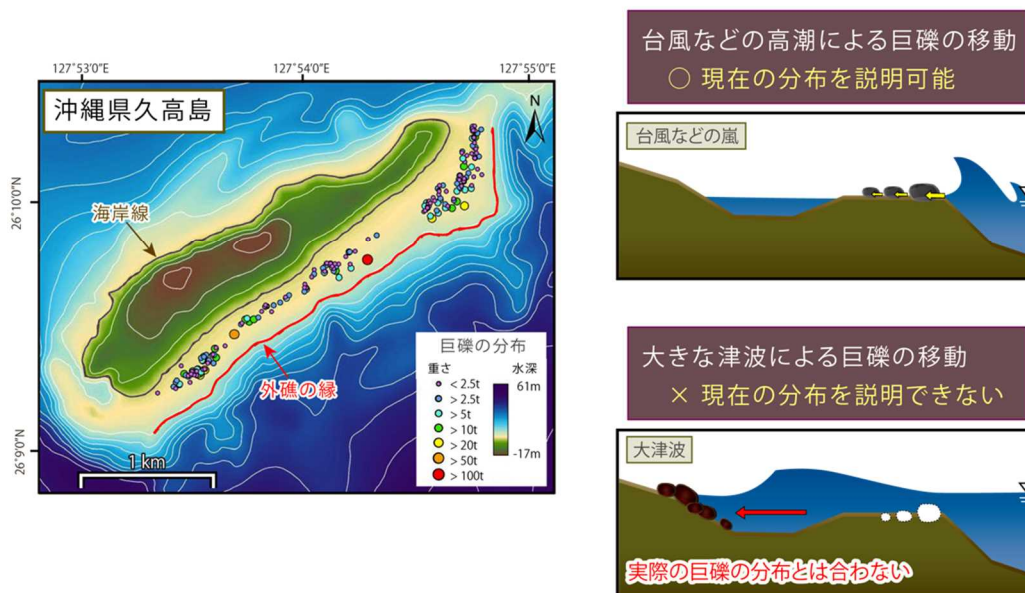 127°53'0"E
127°54'0"E
127°55'0"E
沖縄県久高島
N
26°10'0"N
海岸線
外礁の縁
巨礫の分布
重さ
水深
< 2.5t
> 2.5t
> 5t
> 10t
> 20t
> 50t
> 100t
61m
-17m
26°9'0"N
1 km
台風などの高潮による巨礫の移動
○ 現在の分布を説明可能
台風などの嵐
大きな津波による巨礫の移動
× 現在の分布を説明できない
大津波
実際の巨礫の分布とは合わない